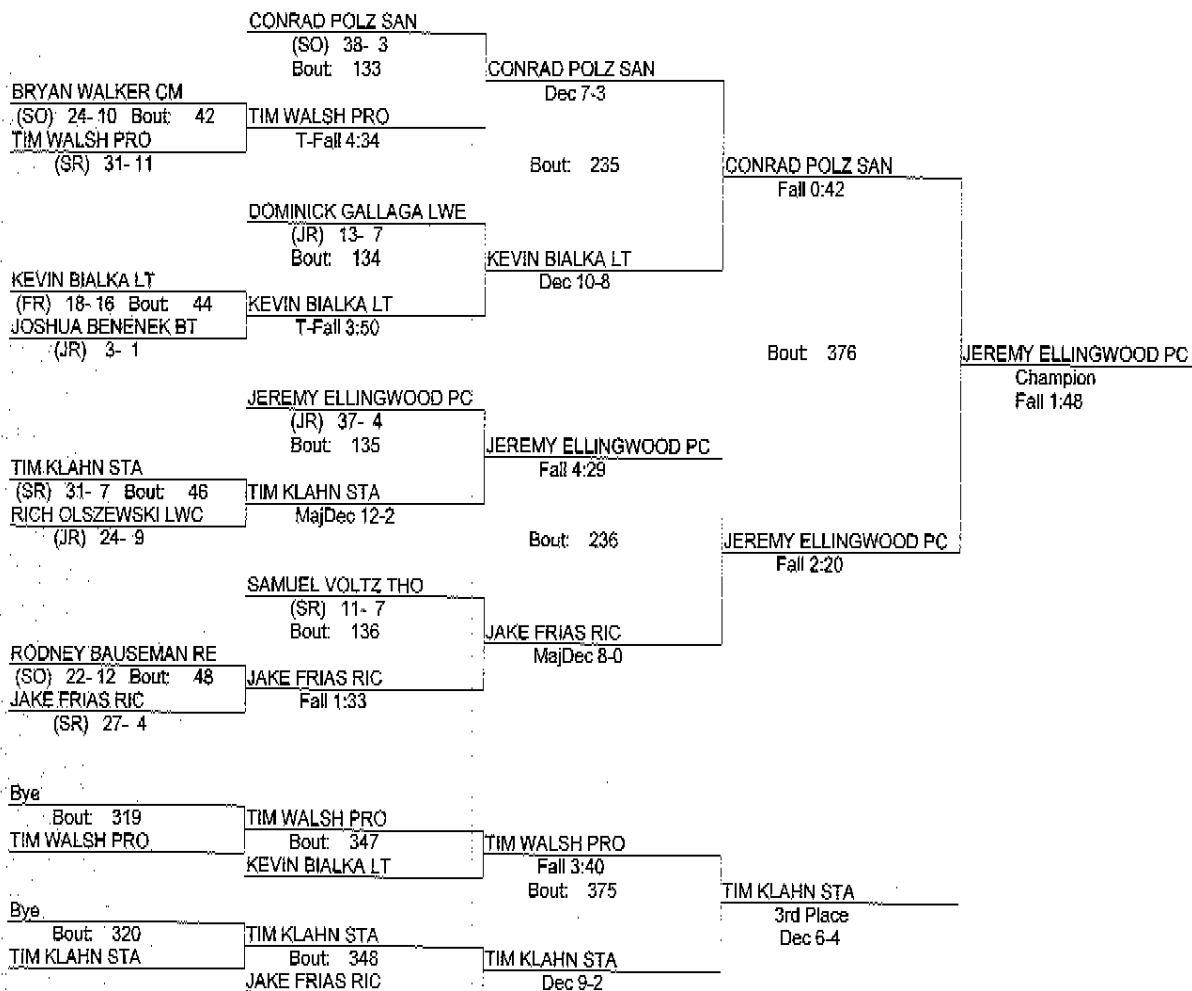 CONRAD POLZ SAN
(SO) 38- 3
Bout: 133
CONRAD POLZ SAN
Dec 7-3
BRYAN WALKER CM
(SO) 24-10 Bout: 42
TIM WALSH PRO
(SR) 31-11
TIM WALSH PRO
T-Fall 4:34
Bout: 235
CONRAD POLZ SAN
Fall 0:42
DOMINICK GALLAGA LWE
(JR) 13- 7
Bout: 134
KEVIN BIALKA LT
Dec 10-8
KEVIN BIALKA LT
(FR) 18-16 Bout: 44
JOSHUA BENENEK BT
(JR) 3- 1
KEVIN BIALKA LT
T-Fall 3:50
Bout: 376
JEREMY ELLINGWOOD PC
Champion
Fall 1:48
JEREMY ELLINGWOOD PC
(JR) 37- 4
Bout: 135
JEREMY ELLINGWOOD PC
Fall 4:29
TIM KLAHN STA
(SR) 31- 7 Bout: 46
RICH OLSZEWSKI LWC
(JR) 24- 9
TIM KLAHN STA
MajDec 12-2
Bout: 236
JEREMY ELLINGWOOD PC
Fall 2:20
SAMUEL VOLTZ THO
(SR) 11- 7
Bout: 136
JAKE FRIAS RIC
MajDec 8-0
RODNEY BAUSEMAN RE
(SO) 22-12 Bout: 48
JAKE FRIAS RIC
(SR) 27- 4
JAKE FRIAS RIC
Fall 1:33
Bye
Bout: 319
TIM WALSH PRO
TIM WALSH PRO
Bout: 347
KEVIN BIALKA LT
TIM WALSH PRO
Fall 3:40
Bout: 375
TIM KLAHN STA
3rd Place
Dec 6-4
Bye
Bout: 320
TIM KLAHN STA
TIM KLAHN STA
Bout: 348
JAKE FRIAS RIC
TIM KLAHN STA
Dec 9-2